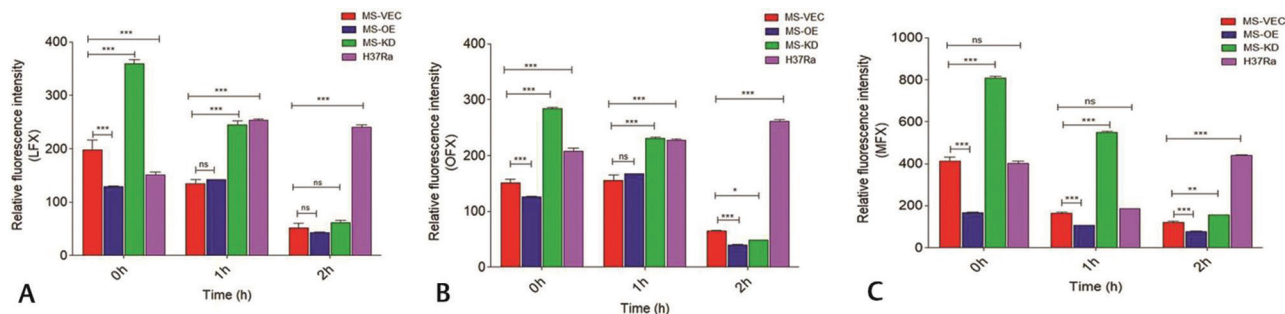 MS-VEC
MS-OE
MS-KD
H37Ra
Relative fluorescence intensity
(LFX)
400
300
200
100
0
***
***
***
***
***
ns
***
ns
ns
0h
1h
2h
Time (h)
A
MS-VEC
MS-OE
MS-KD
H37Ra
Relative fluorescence intensity
(OFX)
400
300
200
100
0
***
***
***
***
***
ns
***
*
***
0h
1h
2h
Time (h)
B
MS-VEC
MS-OE
MS-KD
H37Ra
Relative fluorescence intensity
(MFX)
1000
800
600
400
200
0
ns
***
***
ns
***
***
***
**
***
0h
1h
2h
Time (h)
C